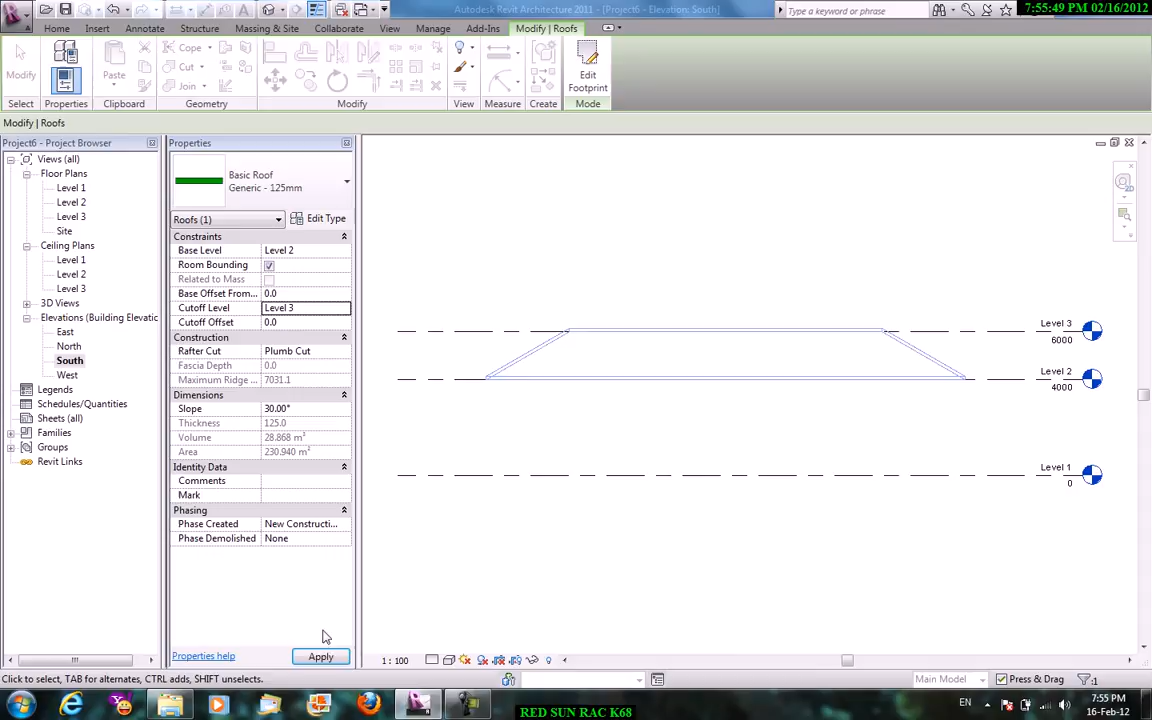 Autodesk Revit Architecture 2011 - [Project6 - Elevation: South]
Type a keyword or phrase
7:55:49 PM 02/16/2012
Home Insert Annotate Structure Massing & Site Collaborate View Manage Add-Ins Modify | Roofs
Modify
Paste
Cope
Cut
Join
Edit
Footprint
Select Properties Clipboard Geometry Modify View Measure Create Mode
Modify | Roofs
Project6 - Project Browser
Views (all)
Floor Plans
Level 1
Level 2
Level 3
Site
Ceiling Plans
Level 1
Level 2
Level 3
3D Views
Elevations (Building Elevatic
East
North
South
West
Legends
Schedules/Quantities
Sheets (all)
Families
Groups
Revit Links
Properties
Basic Roof
Generic - 125mm
Roofs (1)
Edit Type
Constraints
Base Level Level 2
Room Bounding
Related to Mass
Base Offset From... 0.0
Cutoff Level Level 3
Cutoff Offset 0.0
Construction
Rafter Cut Plumb Cut
Fascia Depth 0.0
Maximum Ridge ... 7031.1
Dimensions
Slope 30.00°
Thickness 125.0
Volume 28.868 m³
Area 230.940 m²
Identity Data
Comments
Mark
Phasing
Phase Created New Constructi...
Phase Demolished None
Properties help
Apply
Level 3
6000
Level 2
4000
Level 1
0
2D
1 : 100
Click to select, TAB for alternates, CTRL adds, SHIFT unselects.
Main Model
Press & Drag
:1
EN
7:55 PM
16-Feb-12
RED SUN RAC K68